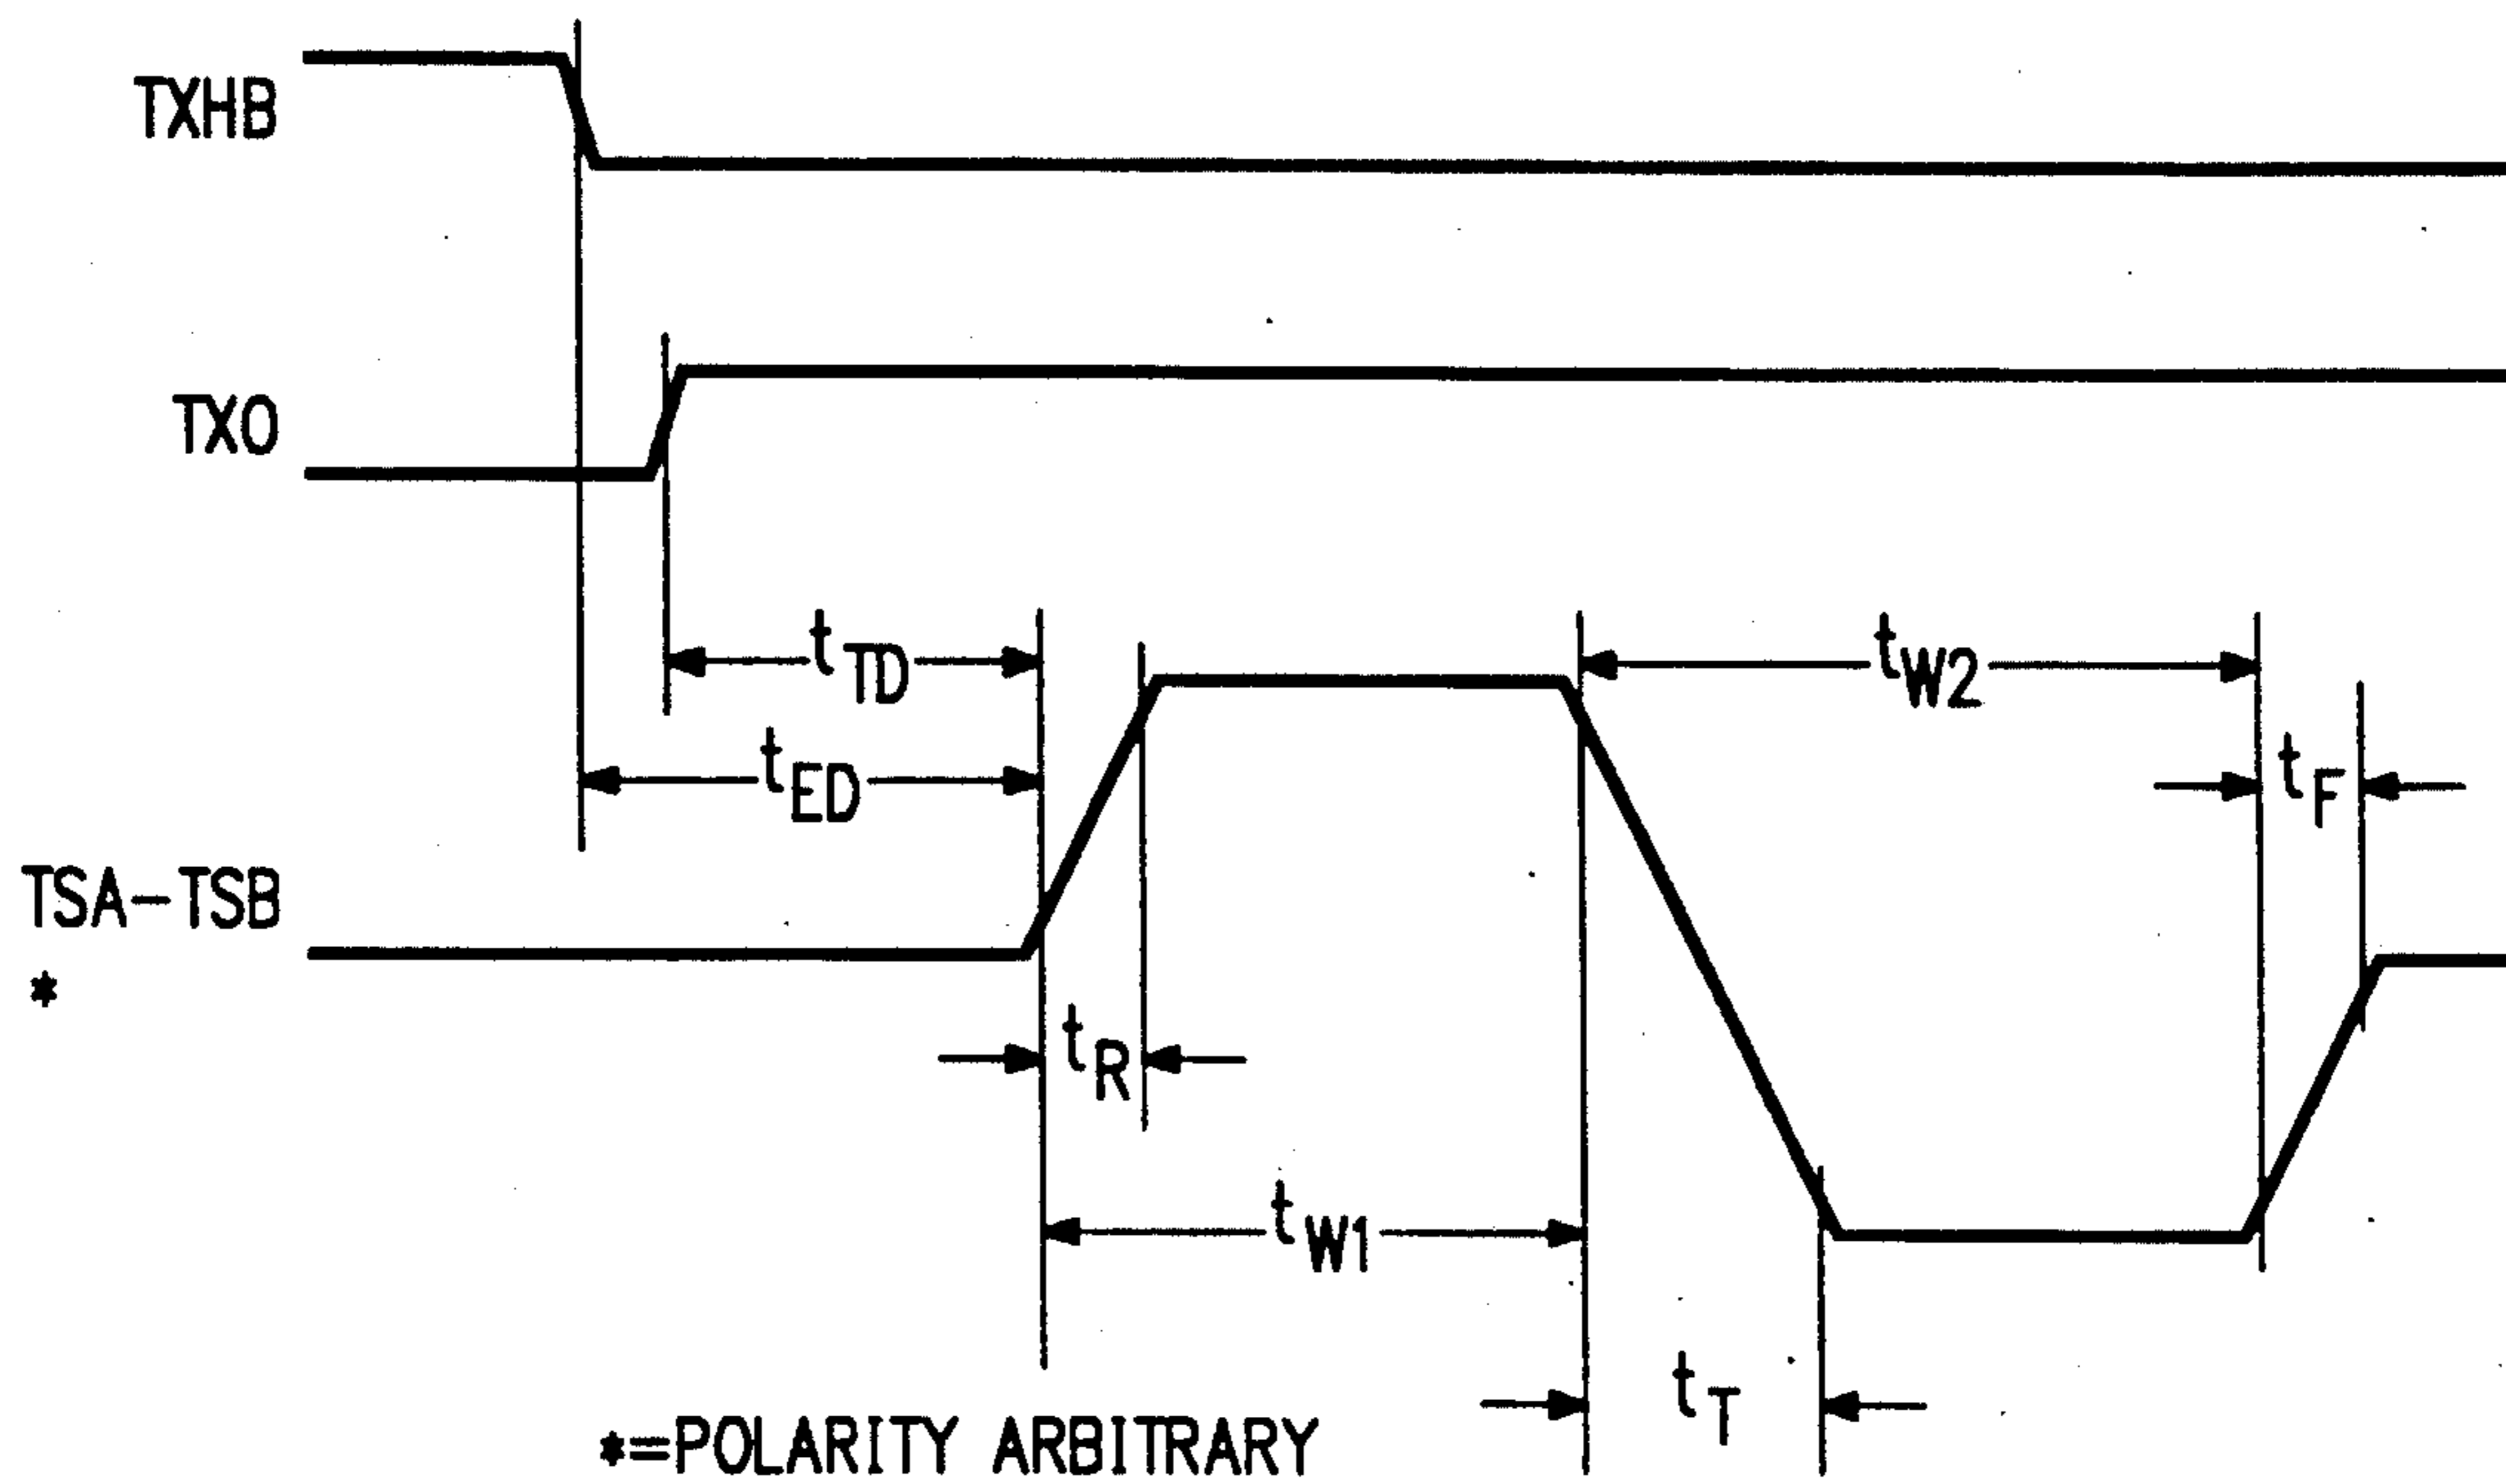 TXHB
TXO
tTD
tW2
tED
tF
TSA-TSB
*
tR
tW1
tT
*=POLARITY ARBITRARY